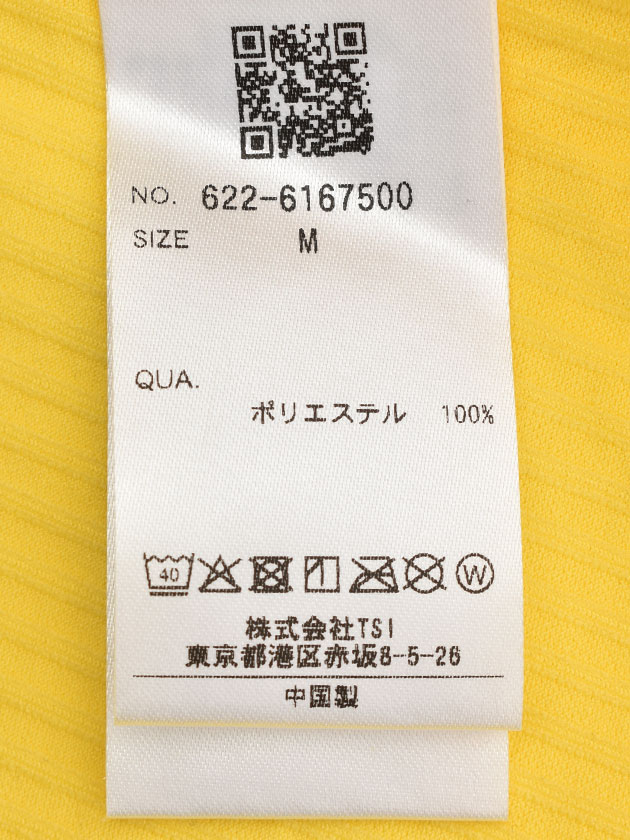 NO. 622-6167500
SIZE M
QUA.
ポリエステル 100%
40 W
株式会社TSI
東京都港区赤坂8-5-26
中国製